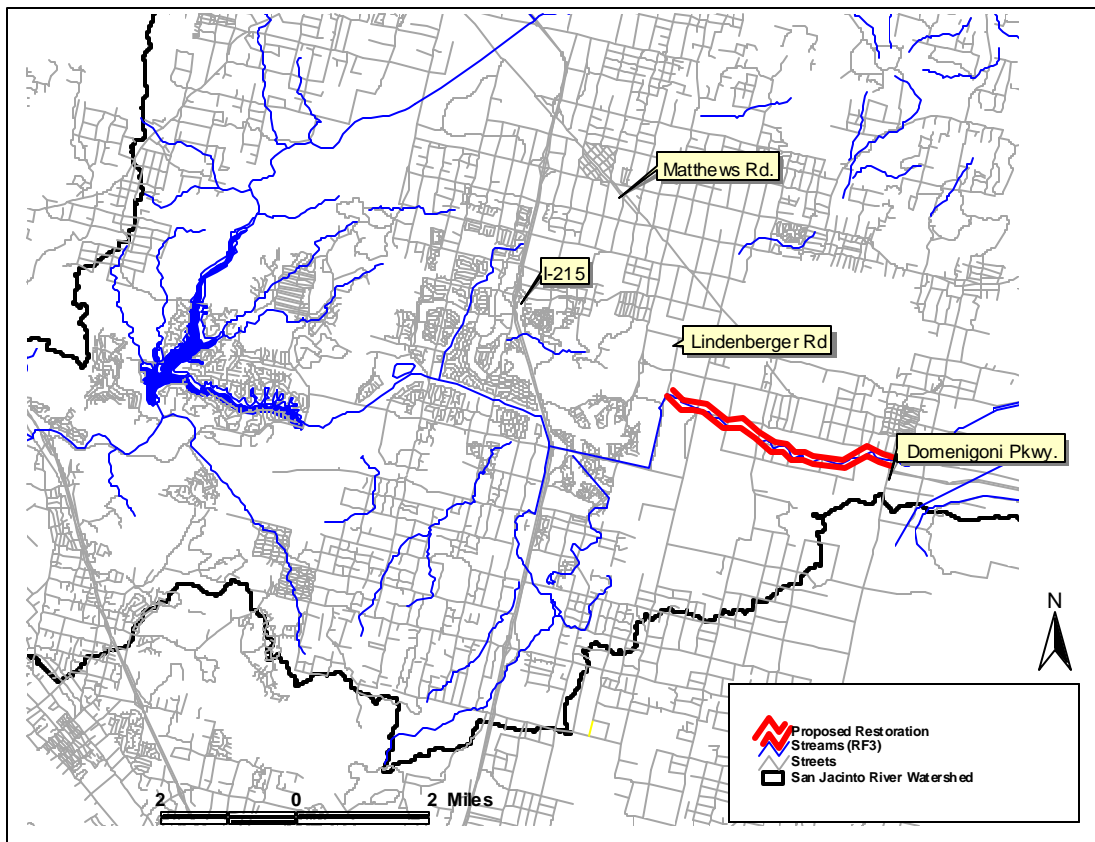 Matthews Rd.
I-215
Lindenberger Rd
Domenigoni Pkwy.
N
Proposed Restoration
Streams (RF3)
Streets
San Jacinto River Watershed
2 0 2 Miles